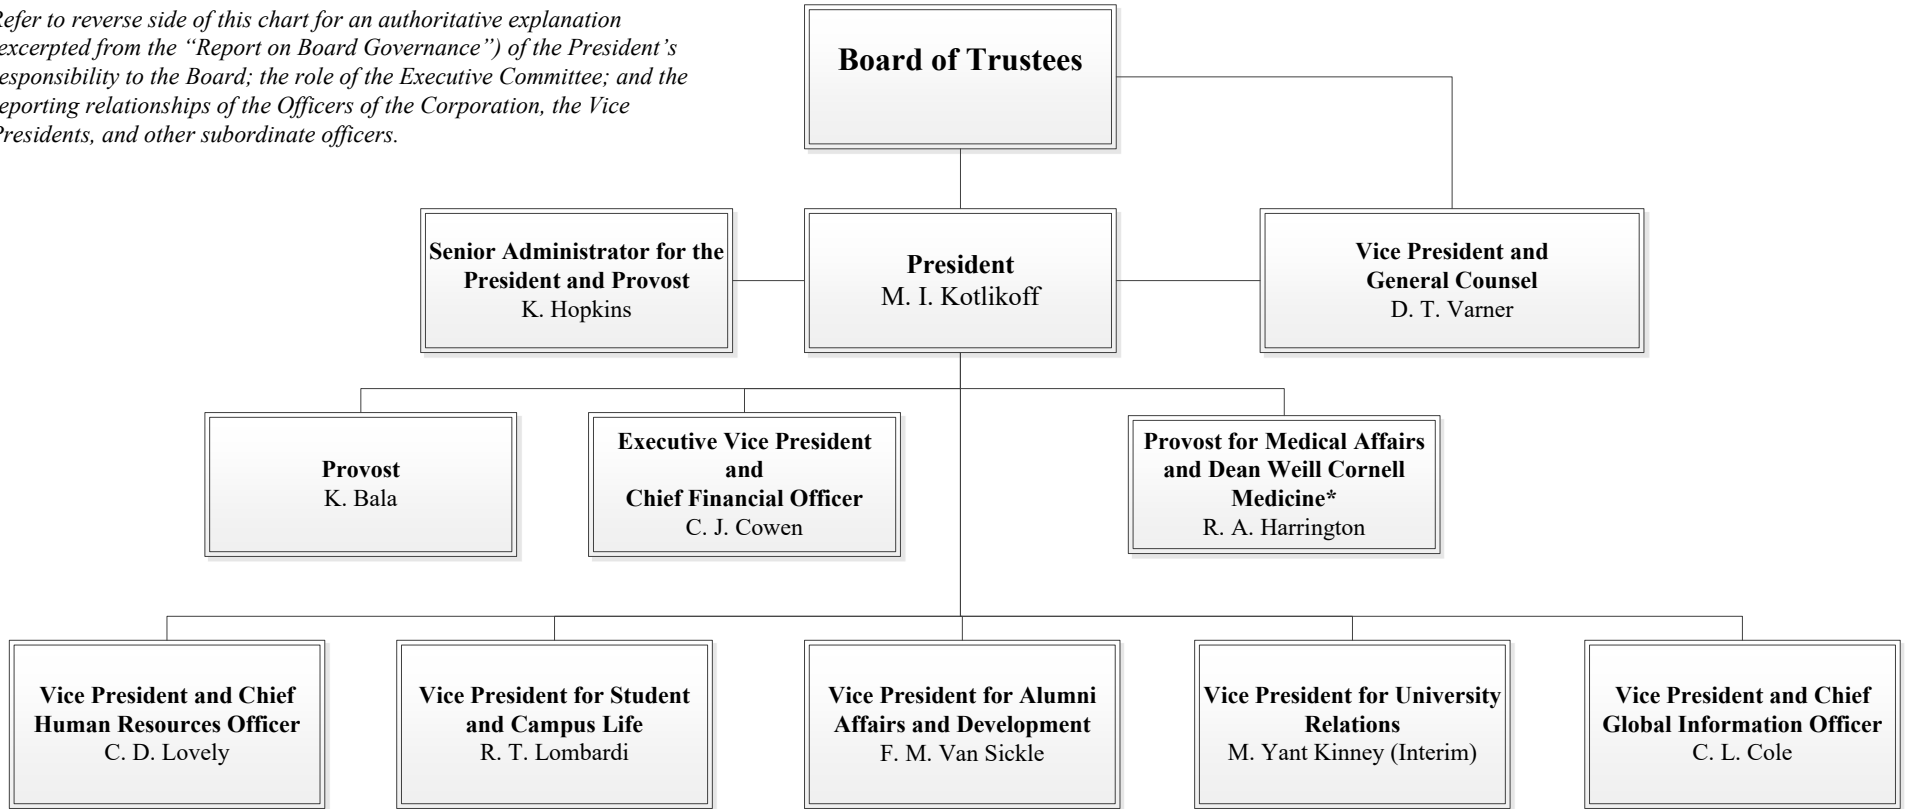 efer to reverse side of this chart for an authoritative explanation
excerpted from the “Report on Board Governance”) of the President’s
esponsibility to the Board; the role of the Executive Committee; and the
eporting relationships of the Officers of the Corporation, the Vice
Presidents, and other subordinate officers.
Board of Trustees
Senior Administrator for the
President and Provost
K. Hopkins
President
M. I. Kotlikoff
Vice President and
General Counsel
D. T. Varner
Provost
K. Bala
Executive Vice President
and
Chief Financial Officer
C. J. Cowen
Provost for Medical Affairs
and Dean Weill Cornell
Medicine*
R. A. Harrington
Vice President and Chief
Human Resources Officer
C. D. Lovely
Vice President for Student
and Campus Life
R. T. Lombardi
Vice President for Alumni
Affairs and Development
F. M. Van Sickle
Vice President for University
Relations
M. Yant Kinney (Interim)
Vice President and Chief
Global Information Officer
C. L. Cole